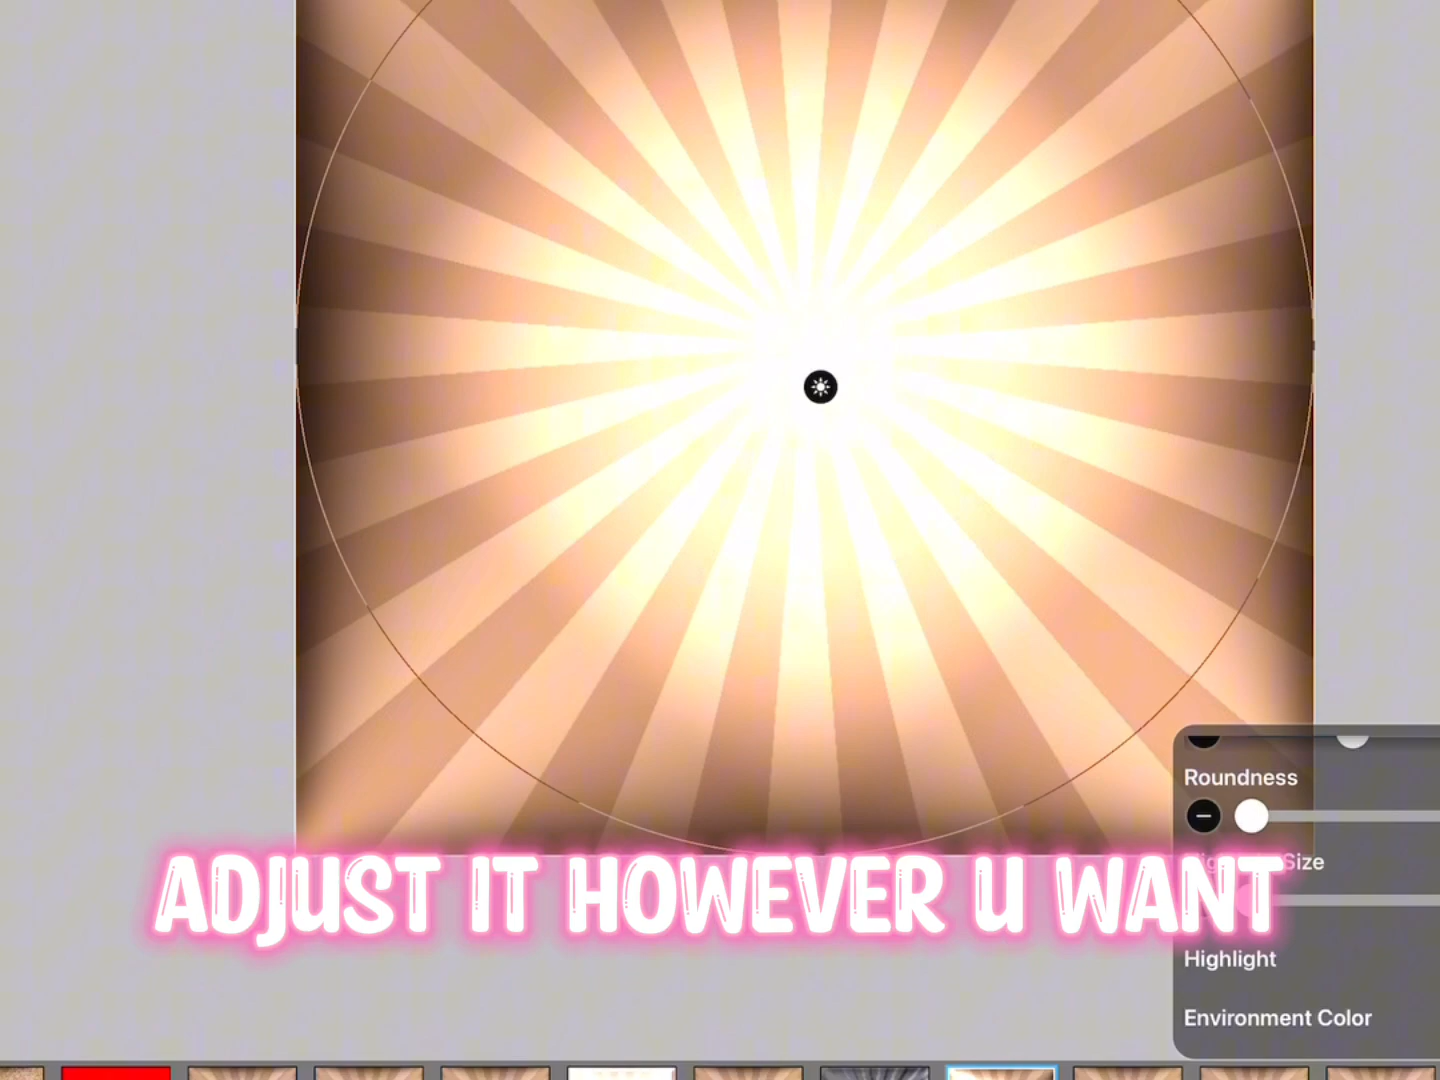 Roundness
Size
ADJUST IT HOWEVER U WANT
Highlight
Environment Color